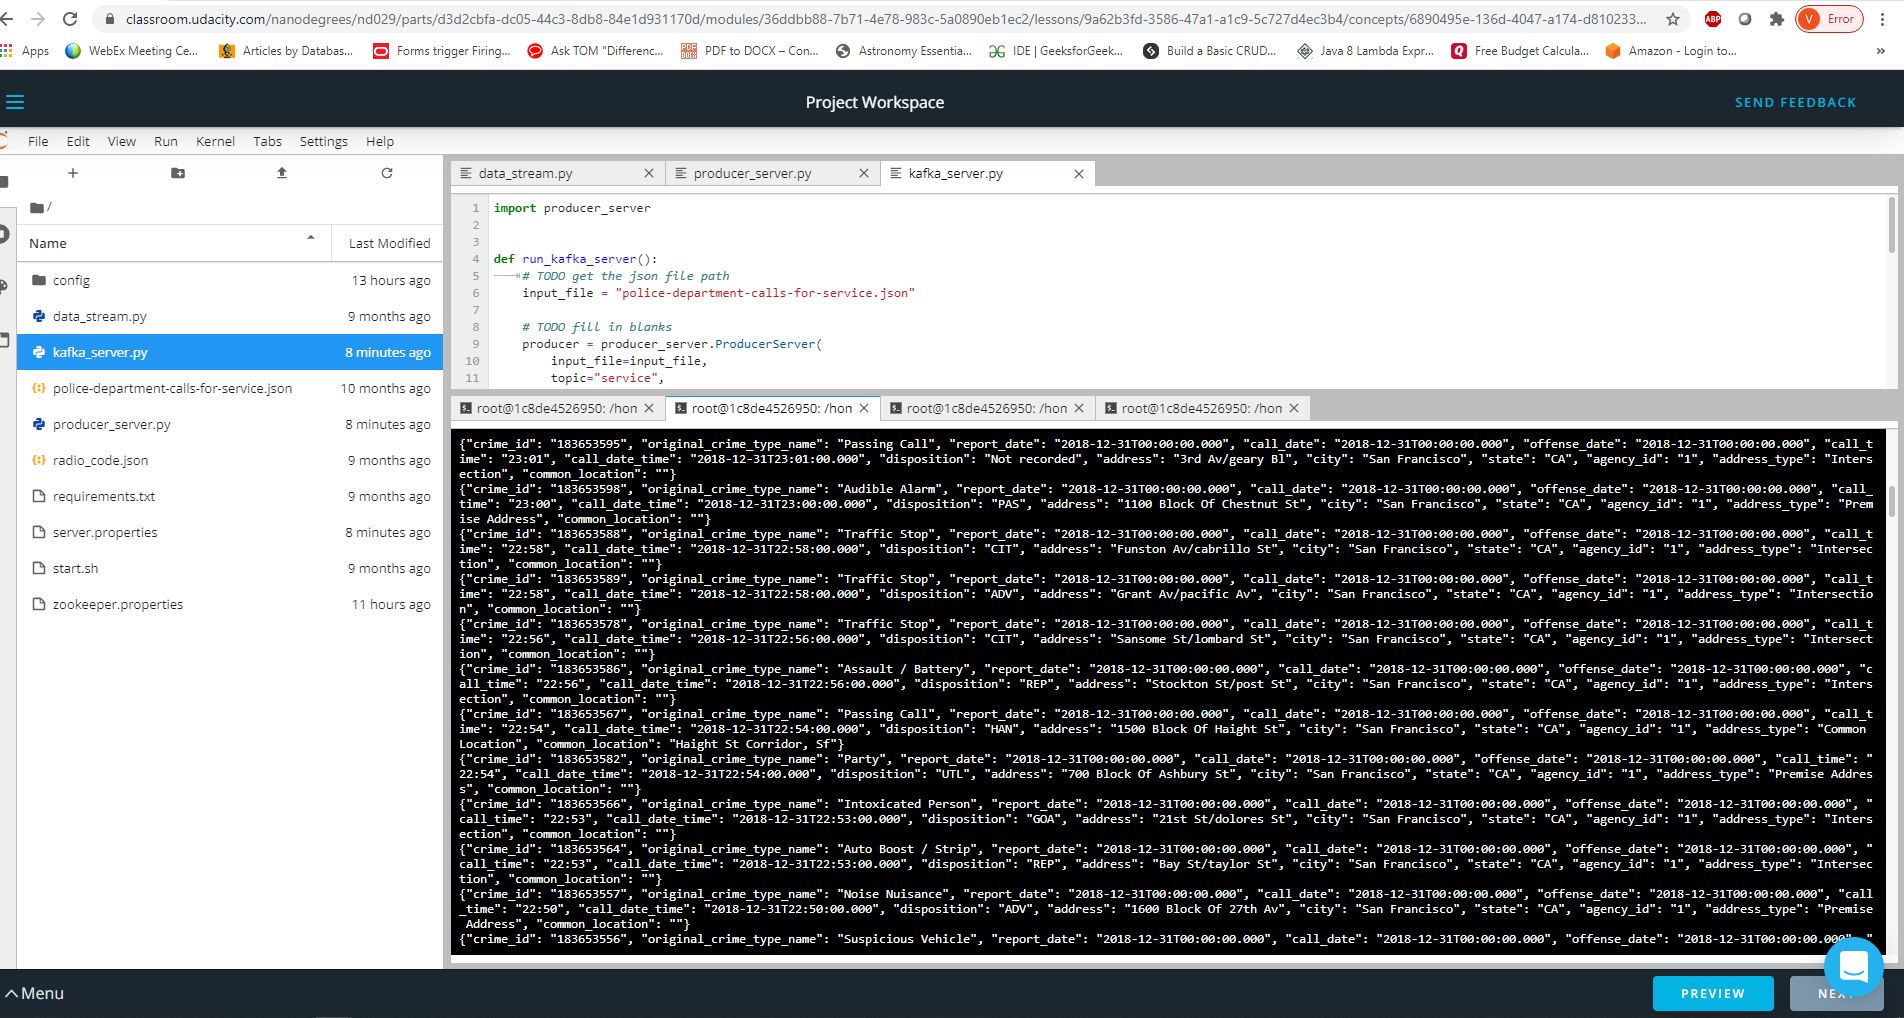 classroom.udacity.com/nanodegrees/nd029/parts/d3d2cbfa-dc05-44c3-8db8-84e1d931170d/modules/36ddbb88-7b71-4e78-983c-5a0890eb1ec2/lessons/9a62b3fd-3586-47a1-a1c9-5c727d4ec3b4/concepts/6890495e-136d-4047-a174-d810233... ABP V Error
Apps WebEx Meeting Ce... Articles by Databas... Forms trigger Firing... Ask TOM "Differenc... PDF to DOCX – Con... Astronomy Essentia... IDE | GeeksforGeek... Build a Basic CRUD... Java 8 Lambda Expr... Free Budget Calcula... Amazon - Login to... »
Project Workspace
SEND FEEDBACK
File Edit View Run Kernel Tabs Settings Help
/
Name Last Modified
config 13 hours ago
data_stream.py 9 months ago
kafka_server.py 8 minutes ago
police-department-calls-for-service.json 10 months ago
producer_server.py 8 minutes ago
radio_code.json 9 months ago
requirements.txt 9 months ago
server.properties 8 minutes ago
start.sh 9 months ago
zookeeper.properties 11 hours ago
data_stream.py producer_server.py kafka_server.py
1 import producer_server
2
3
4 def run_kafka_server():
5 # TODO get the json file path
6 input_file = "police-department-calls-for-service.json"
7
8 # TODO fill in blanks
9 producer = producer_server.ProducerServer(
10 input_file=input_file,
11 topic="service",
root@1c8de4526950: /hon root@1c8de4526950: /hon root@1c8de4526950: /hon root@1c8de4526950: /hon
{"crime_id": "183653595", "original_crime_type_name": "Passing Call", "report_date": "2018-12-31T00:00:00.000", "call_date": "2018-12-31T00:00:00.000", "offense_date": "2018-12-31T00:00:00.000", "call_t
ime": "23:01", "call_date_time": "2018-12-31T23:01:00.000", "disposition": "Not recorded", "address": "3rd Av/geary Bl", "city": "San Francisco", "state": "CA", "agency_id": "1", "address_type": "Inters
ection", "common_location": ""}
{"crime_id": "183653598", "original_crime_type_name": "Audible Alarm", "report_date": "2018-12-31T00:00:00.000", "call_date": "2018-12-31T00:00:00.000", "offense_date": "2018-12-31T00:00:00.000", "call_
time": "23:00", "call_date_time": "2018-12-31T23:00:00.000", "disposition": "PAS", "address": "1100 Block Of Chestnut St", "city": "San Francisco", "state": "CA", "agency_id": "1", "address_type": "Prem
ise Address", "common_location": ""}
{"crime_id": "183653588", "original_crime_type_name": "Traffic Stop", "report_date": "2018-12-31T00:00:00.000", "call_date": "2018-12-31T00:00:00.000", "offense_date": "2018-12-31T00:00:00.000", "call_t
ime": "22:58", "call_date_time": "2018-12-31T22:58:00.000", "disposition": "CIT", "address": "Funston Av/cabrillo St", "city": "San Francisco", "state": "CA", "agency_id": "1", "address_type": "Intersec
tion", "common_location": ""}
{"crime_id": "183653589", "original_crime_type_name": "Traffic Stop", "report_date": "2018-12-31T00:00:00.000", "call_date": "2018-12-31T00:00:00.000", "offense_date": "2018-12-31T00:00:00.000", "call_t
ime": "22:58", "call_date_time": "2018-12-31T22:58:00.000", "disposition": "ADV", "address": "Grant Av/pacific Av", "city": "San Francisco", "state": "CA", "agency_id": "1", "address_type": "Intersectio
n", "common_location": ""}
{"crime_id": "183653578", "original_crime_type_name": "Traffic Stop", "report_date": "2018-12-31T00:00:00.000", "call_date": "2018-12-31T00:00:00.000", "offense_date": "2018-12-31T00:00:00.000", "call_t
ime": "22:56", "call_date_time": "2018-12-31T22:56:00.000", "disposition": "CIT", "address": "Sansome St/lombard St", "city": "San Francisco", "state": "CA", "agency_id": "1", "address_type": "Intersect
ion", "common_location": ""}
{"crime_id": "183653586", "original_crime_type_name": "Assault / Battery", "report_date": "2018-12-31T00:00:00.000", "call_date": "2018-12-31T00:00:00.000", "offense_date": "2018-12-31T00:00:00.000", "c
all_time": "22:56", "call_date_time": "2018-12-31T22:56:00.000", "disposition": "REP", "address": "Stockton St/post St", "city": "San Francisco", "state": "CA", "agency_id": "1", "address_type": "Inters
ection", "common_location": ""}
{"crime_id": "183653567", "original_crime_type_name": "Passing Call", "report_date": "2018-12-31T00:00:00.000", "call_date": "2018-12-31T00:00:00.000", "offense_date": "2018-12-31T00:00:00.000", "call_t
ime": "22:54", "call_date_time": "2018-12-31T22:54:00.000", "disposition": "HAN", "address": "1500 Block Of Haight St", "city": "San Francisco", "state": "CA", "agency_id": "1", "address_type": "Common
Location", "common_location": "Haight St Corridor, Sf"}
{"crime_id": "183653582", "original_crime_type_name": "Party", "report_date": "2018-12-31T00:00:00.000", "call_date": "2018-12-31T00:00:00.000", "offense_date": "2018-12-31T00:00:00.000", "call_time": "
22:54", "call_date_time": "2018-12-31T22:54:00.000", "disposition": "UTL", "address": "700 Block Of Ashbury St", "city": "San Francisco", "state": "CA", "agency_id": "1", "address_type": "Premise Addres
s", "common_location": ""}
{"crime_id": "183653566", "original_crime_type_name": "Intoxicated Person", "report_date": "2018-12-31T00:00:00.000", "call_date": "2018-12-31T00:00:00.000", "offense_date": "2018-12-31T00:00:00.000", "
call_time": "22:53", "call_date_time": "2018-12-31T22:53:00.000", "disposition": "GOA", "address": "21st St/dolores St", "city": "San Francisco", "state": "CA", "agency_id": "1", "address_type": "Inters
ection", "common_location": ""}
{"crime_id": "183653564", "original_crime_type_name": "Auto Boost / Strip", "report_date": "2018-12-31T00:00:00.000", "call_date": "2018-12-31T00:00:00.000", "offense_date": "2018-12-31T00:00:00.000", "
call_time": "22:53", "call_date_time": "2018-12-31T22:53:00.000", "disposition": "REP", "address": "Bay St/taylor St", "city": "San Francisco", "state": "CA", "agency_id": "1", "address_type": "Intersec
tion", "common_location": ""}
{"crime_id": "183653557", "original_crime_type_name": "Noise Nuisance", "report_date": "2018-12-31T00:00:00.000", "call_date": "2018-12-31T00:00:00.000", "offense_date": "2018-12-31T00:00:00.000", "call
_time": "22:50", "call_date_time": "2018-12-31T22:50:00.000", "disposition": "ADV", "address": "1600 Block Of 27th Av", "city": "San Francisco", "state": "CA", "agency_id": "1", "address_type": "Premise
Address", "common_location": ""}
{"crime_id": "183653556", "original_crime_type_name": "Suspicious Vehicle", "report_date": "2018-12-31T00:00:00.000", "call_date": "2018-12-31T00:00:00.000", "offense_date": "2018-12-31T00:00:00.000", "
Menu
PREVIEW